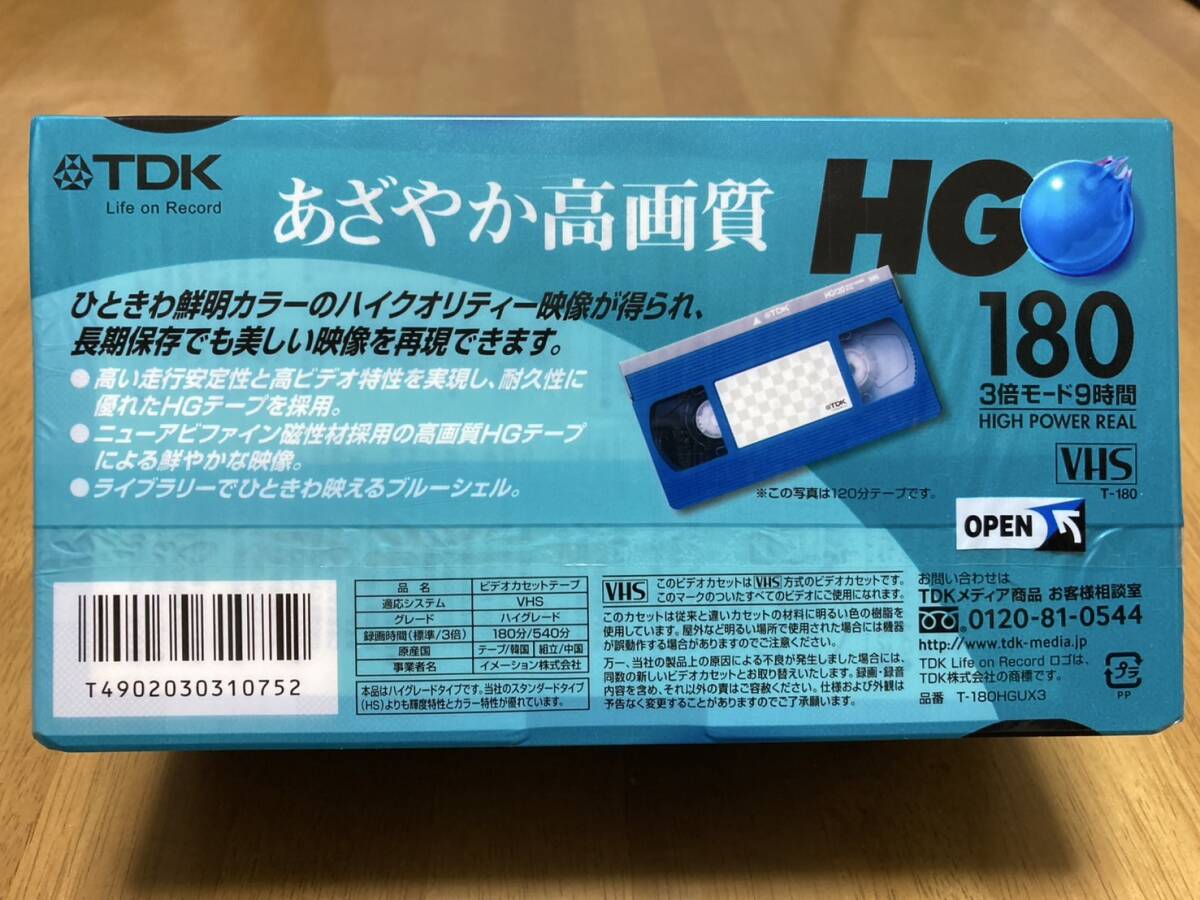 TDK
Life on Record
あざやか高画質
HG
180
3倍モード9時間
HIGH POWER REAL
VHS
T-180
ひときわ鮮明カラーのハイクオリティー映像が得られ、
長期保存でも美しい映像を再現できます。
●高い走行安定性と高ビデオ特性を実現し、耐久性に
優れたHGテープを採用。
●ニューアビファイン磁性材採用の高画質HGテープ
による鮮やかな映像。
●ライブラリーでひときわ映えるブルーシェル。
TDK
TDK
※この写真は120分テープです。
OPEN
T4902030310752
品名 ビデオカセットテープ
適応システム VHS
グレード ハイグレード
録画時間(標準/3倍) 180分/540分
原産国 テープ/韓国 組立/中国
事業者名 イメーション株式会社
本品はハイグレードタイプです。当社のスタンダードタイプ
(HS)よりも輝度特性とカラー特性が優れています。
VHS このビデオカセットは VHS 方式のビデオカセットです。
このマークのついたすべてのビデオにご使用になれます。
このカセットは従来と違いカセットの材料に明るい色の樹脂を
使用しています。屋外など明るい場所で使用された場合には機器
が誤動作する場合がありますのでご注意ください。
万一、当社の製品上の原因による不良が発生しました場合には、
同数の新しいビデオカセットとお取り替えいたします。録画・録音
内容を含め、それ以外の責はご容赦ください。仕様および外観は
予告なく変更することがありますのでご了承願います。
お問い合わせは
TDKメディア商品 お客様相談室
0120-81-0544
http://www.tdk-media.jp
TDK Life on Record ロゴは、
TDK株式会社の商標です。
品番 T-180HGUX3
プラ
PP